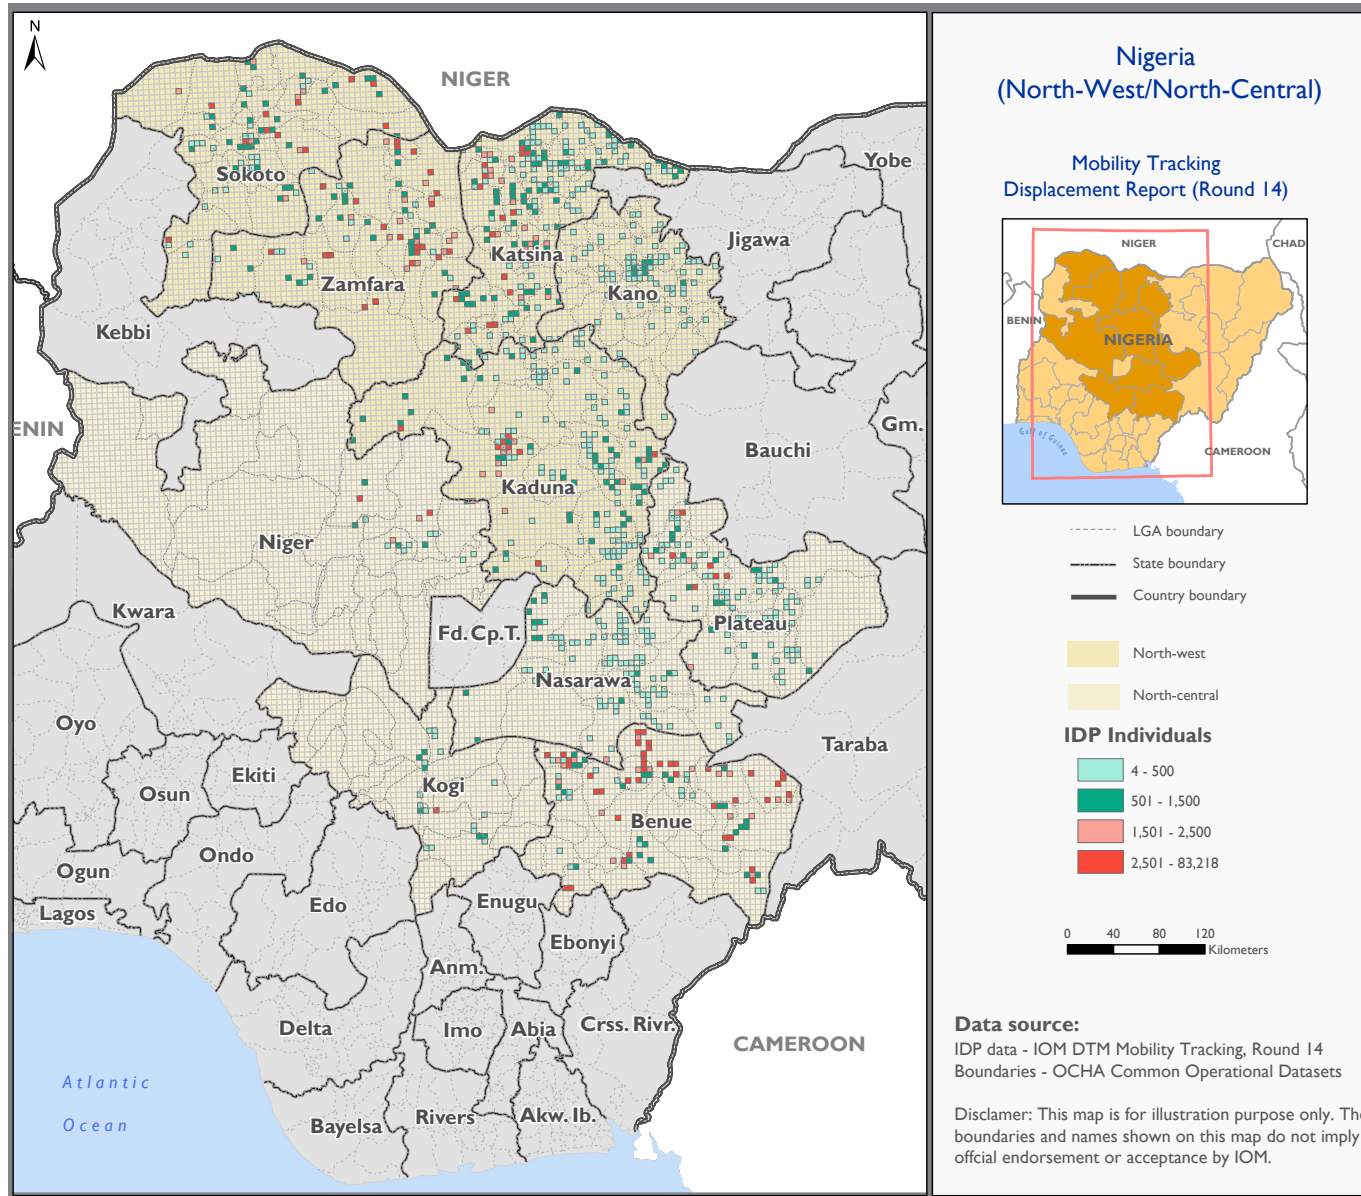 N
NIGER
Yobe
Sokoto
Jigawa
Katsina
Zamfara
Kano
Kebbi
ENIN
Gm.
Bauchi
Kaduna
Niger
Kwara
Fd. Cp.T.
Plateau
Nasarawa
Oyo
Taraba
Ekiti
Osun
Kogi
Benue
Ondo
Ogun
Edo
Enugu
Lagos
Ebonyi
Anm.
Delta
Imo
Abia
Crss. Rivr.
CAMEROON
Atlantic
Ocean
Bayelsa
Rivers
Akw. Ib.
Nigeria
(North-West/North-Central)
Mobility Tracking
Displacement Report (Round 14)
NIGER
CHAD
BENIN
NIGERIA
Gulf of Guinea
CAMEROON
LGA boundary
State boundary
Country boundary
North-west
North-central
IDP Individuals
4 - 500
501 - 1,500
1,501 - 2,500
2,501 - 83,218
0 40 80 120
Kilometers
Data source:
IDP data - IOM DTM Mobility Tracking, Round 14
Boundaries - OCHA Common Operational Datasets
Disclamer: This map is for illustration purpose only. The
boundaries and names shown on this map do not imply
offcial endorsement or acceptance by IOM.